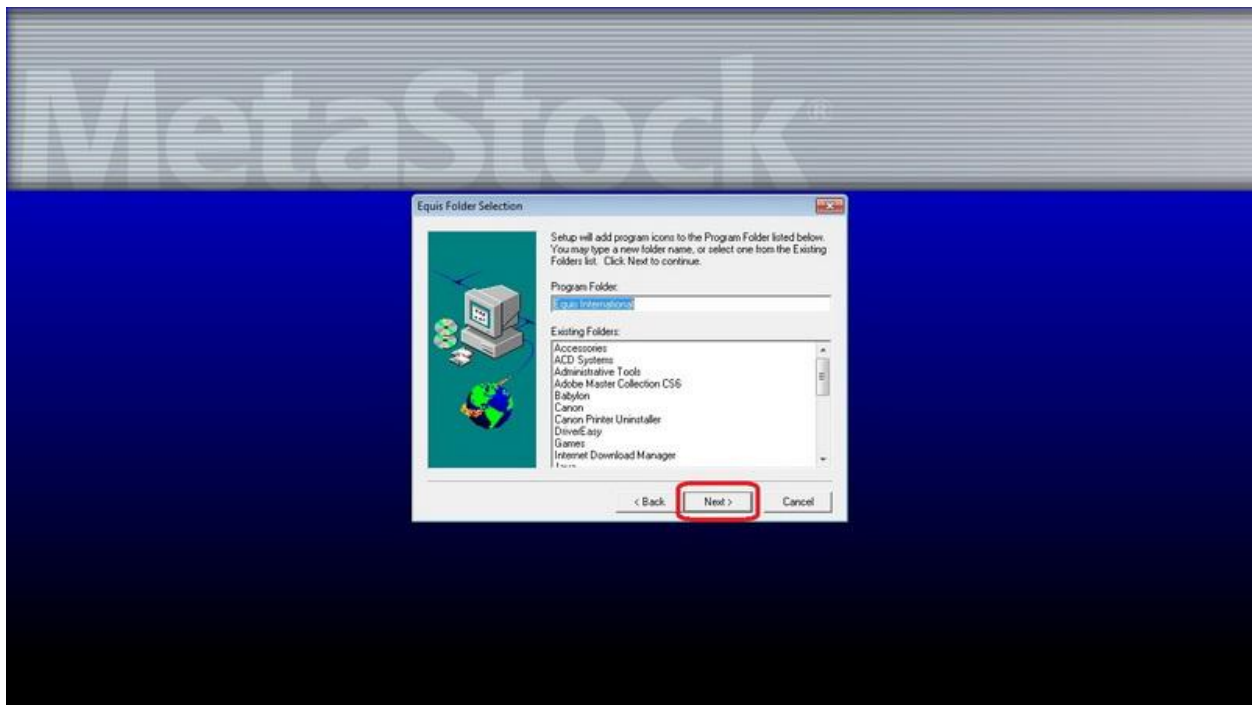 MetaStock®
Equis Folder Selection
Setup will add program icons to the Program Folder listed below.
You may type a new folder name, or select one from the Existing
Folders list. Click Next to continue.
Program Folder:
Equis International
Existing Folders:
Accessories
ACD Systems
Administrative Tools
Adobe Master Collection CS6
Babylon
Canon
Canon Printer Uninstaller
DriverEasy
Games
Internet Download Manager
< Back Next > Cancel